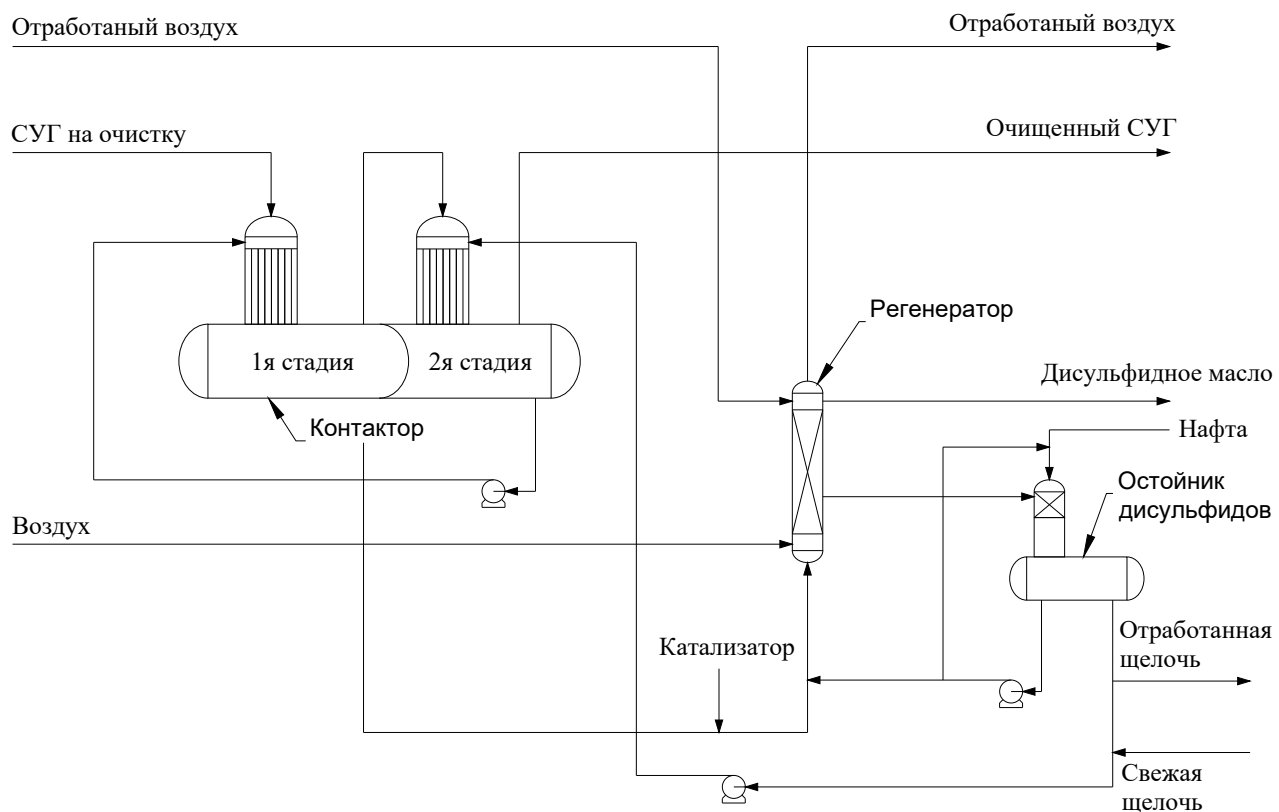 Отработаный воздух
Отработаный воздух
СУГ на очистку
Очищенный СУГ
Регенератор
1я стадия
2я стадия
Дисульфидное масло
Контактор
Нафта
Остойник
дисульфидов
Воздух
Отработанная
щелочь
Катализатор
Свежая
щелочь